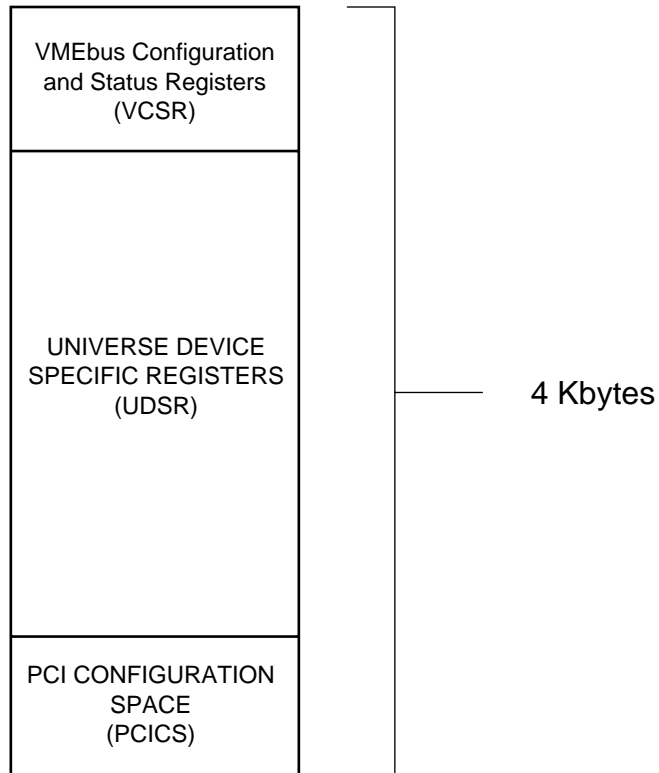 VMEbus Configuration
and Status Registers
(VCSR)
UNIVERSE DEVICE
SPECIFIC REGISTERS
(UDSR)
4 Kbytes
PCI CONFIGURATION
SPACE
(PCICS)